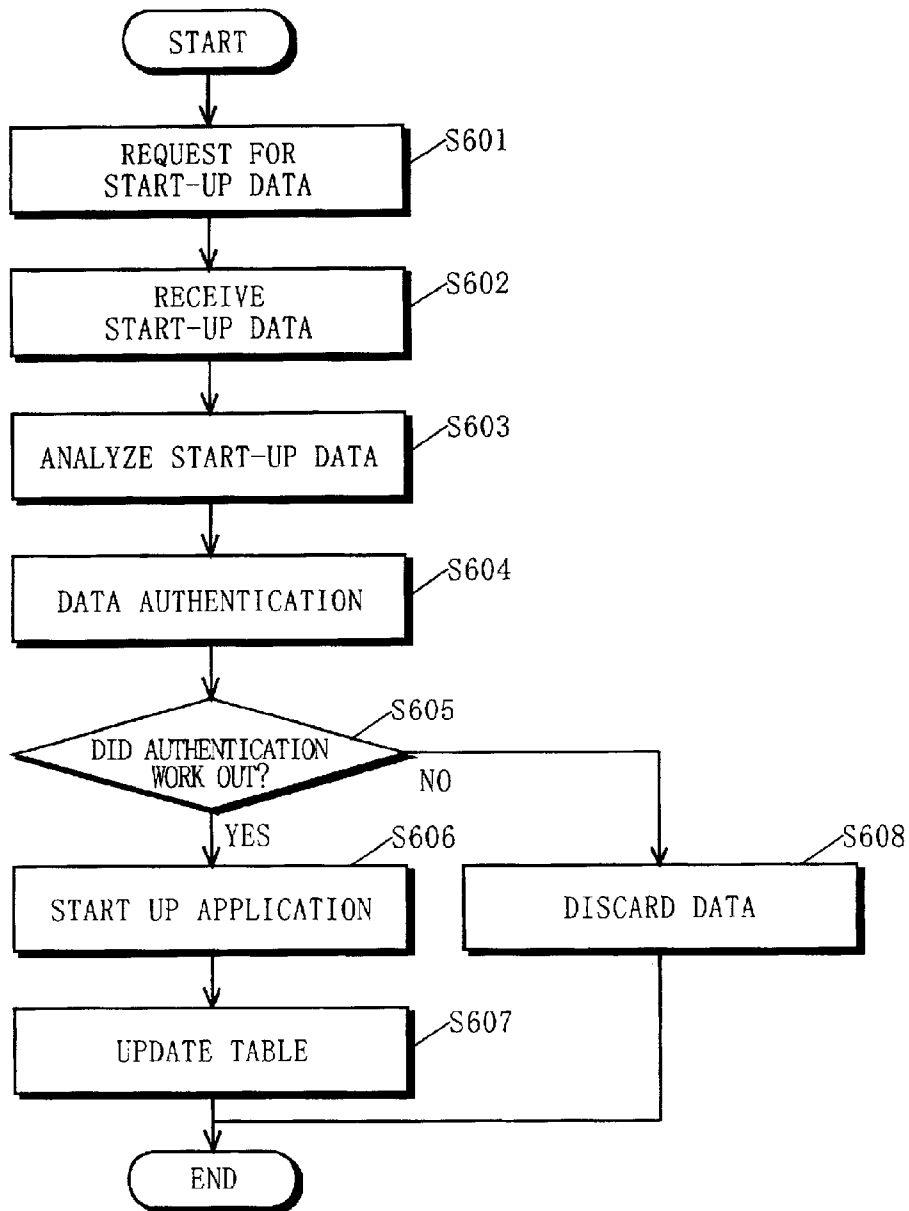 START
REQUEST FOR
START-UP DATA
S601
RECEIVE
START-UP DATA
S602
ANALYZE START-UP DATA
S603
DATA AUTHENTICATION
S604
DID AUTHENTICATION
WORK OUT?
S605
NO
YES
START UP APPLICATION
S606
DISCARD DATA
S608
UPDATE TABLE
S607
END